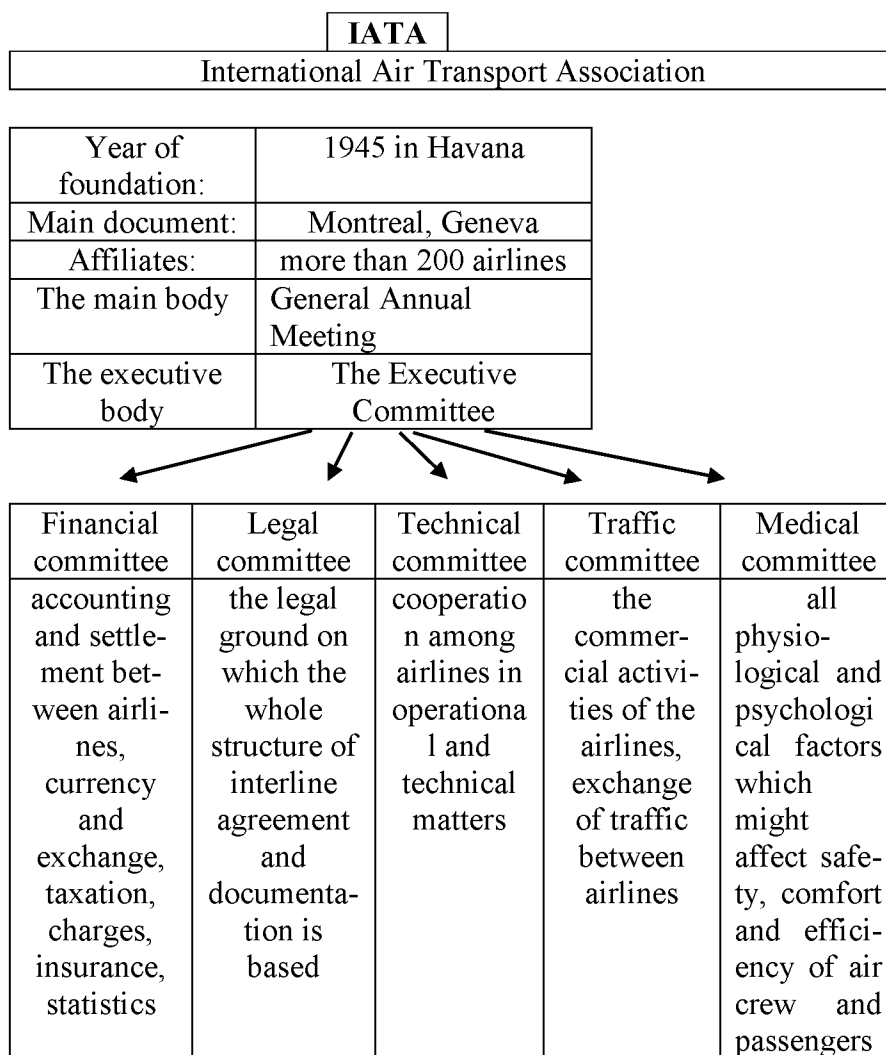 IATA
International Air Transport Association
Year of
foundation:
1945 in Havana
Main document:
Montreal, Geneva
Affiliates:
more than 200 airlines
The main body
General Annual
Meeting
The executive
body
The Executive
Committee
Financial
committee
Legal
committee
Technical
committee
Traffic
committee
Medical
committee
accounting
and settle-
ment bet-
ween airli-
nes,
currency
and
exchange,
taxation,
charges,
insurance,
statistics
the legal
ground on
which the
whole
structure of
interline
agreement
and
documenta-
tion is
based
cooperatio
n among
airlines in
operationa
l and
technical
matters
the
commer-
cial activi-
ties of the
airlines,
exchange
of traffic
between
airlines
all
physio-
logical and
psychologi
cal factors
which
might
affect safe-
ty, comfort
and effici-
ency of air
crew and
passengers